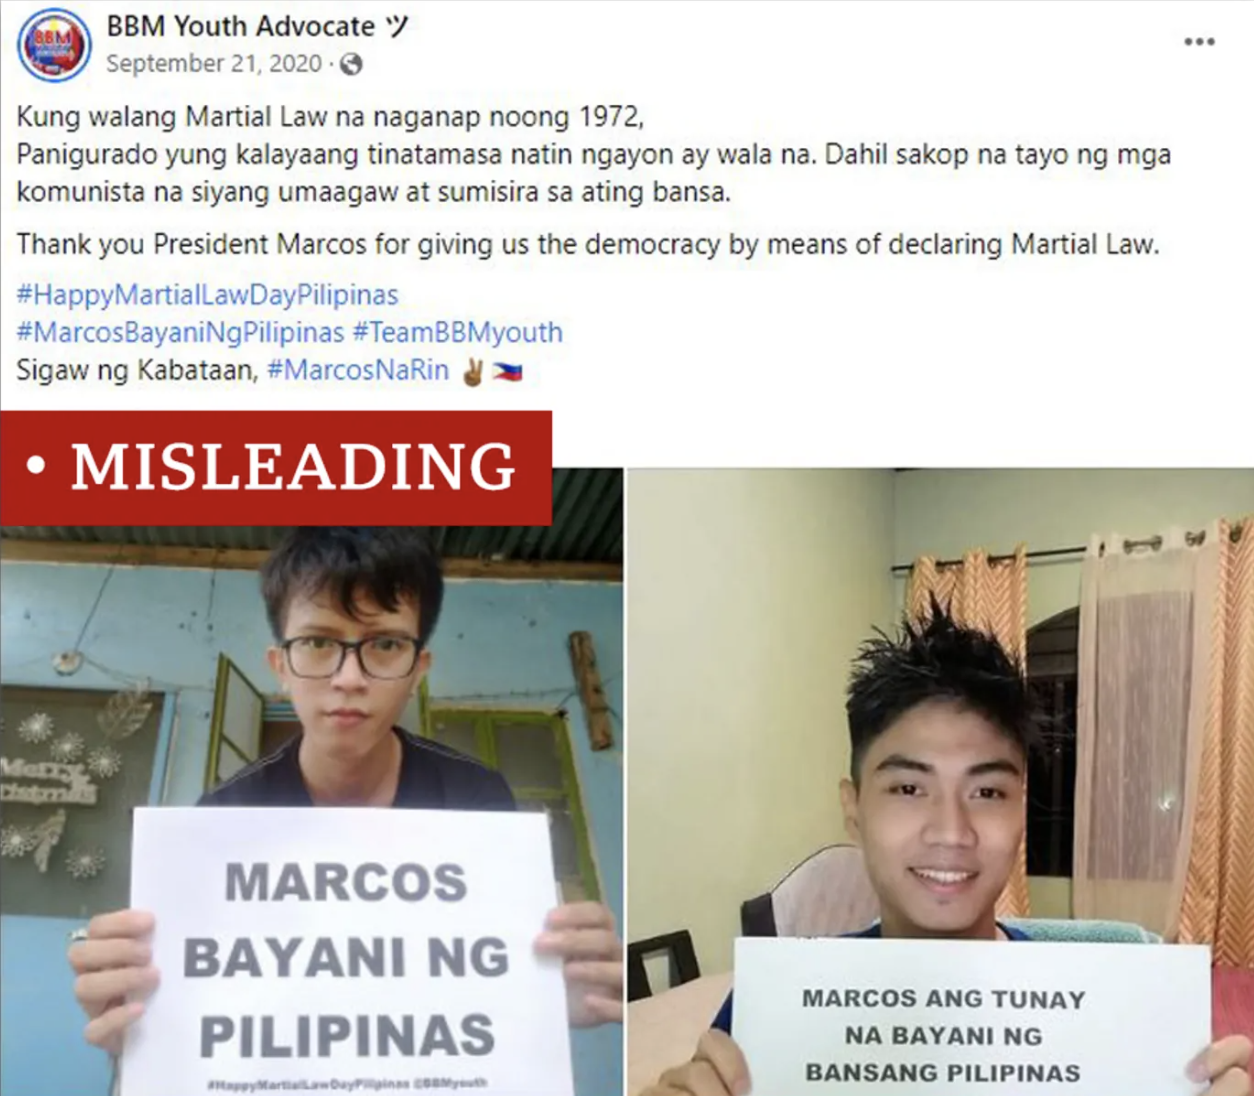 BBM
BBM Youth Advocate ツ
September 21, 2020 ·
Kung walang Martial Law na naganap noong 1972,
Panigurado yung kalayaang tinatamasa natin ngayon ay wala na. Dahil sakop na tayo ng mga
komunista na siyang umaagaw at sumisira sa ating bansa.
Thank you President Marcos for giving us the democracy by means of declaring Martial Law.
#HappyMartialLawDayPilipinas
#MarcosBayaniNgPilipinas #TeamBBMyouth
Sigaw ng Kabataan, #MarcosNaRin ✌🏾🇵🇭
• MISLEADING
Merry
Christmas
MARCOS
BAYANI NG
PILIPINAS
#HappyMartialLawDayPilipinas ©BBMyouth
MARCOS ANG TUNAY
NA BAYANI NG
BANSANG PILIPINAS